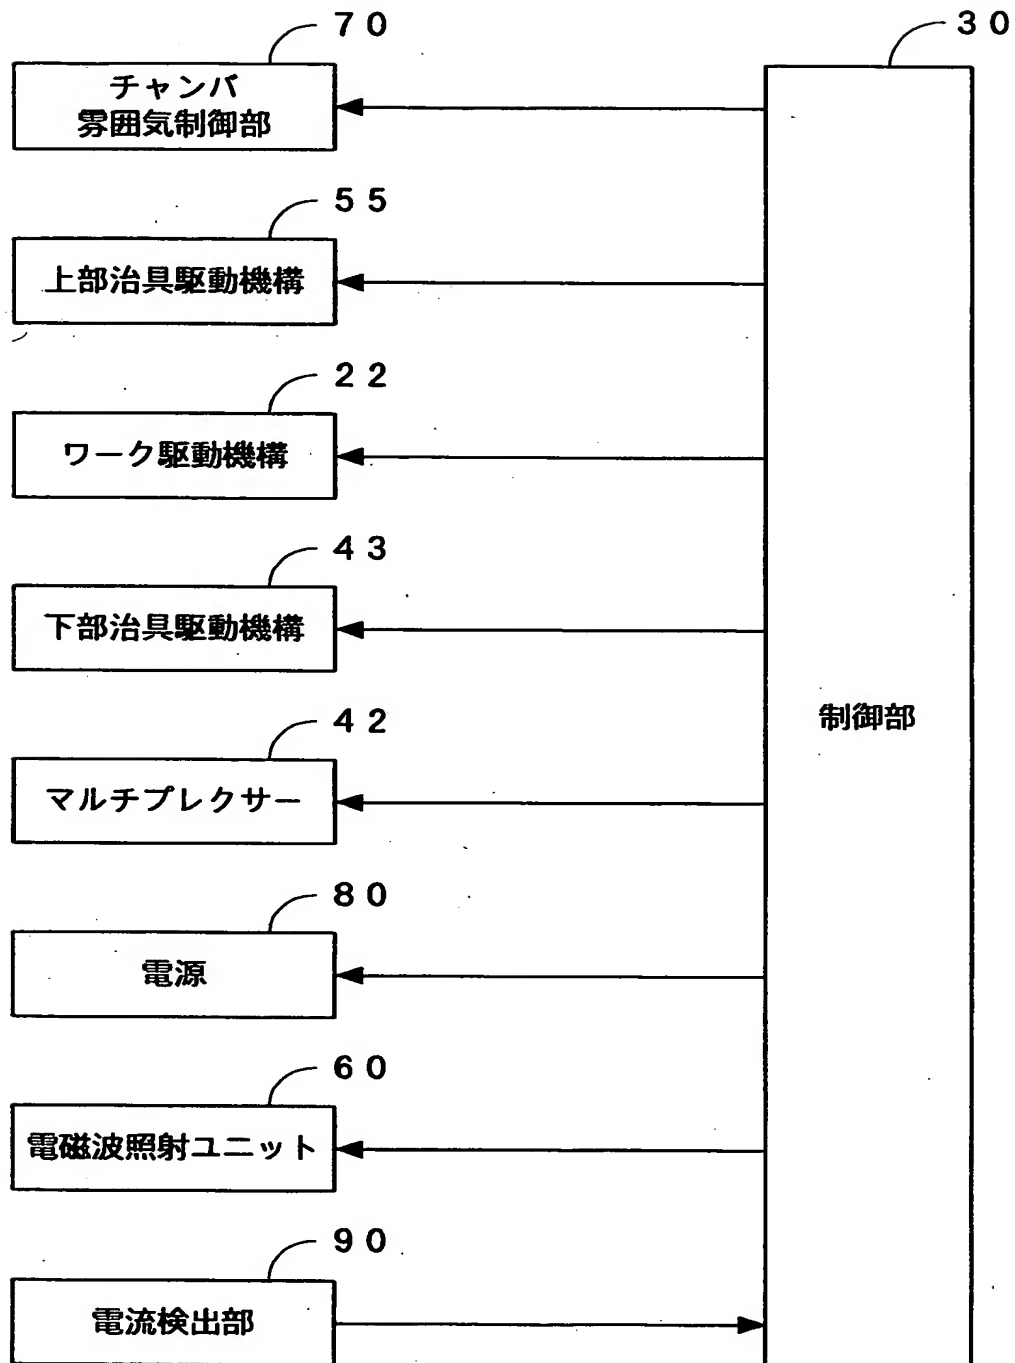 70
30
チャンバ
雰囲気制御部
55
上部治具駆動機構
22
ワーク駆動機構
43
下部治具駆動機構
制御部
42
マルチプレクサー
80
電源
60
電磁波照射ユニット
90
電流検出部